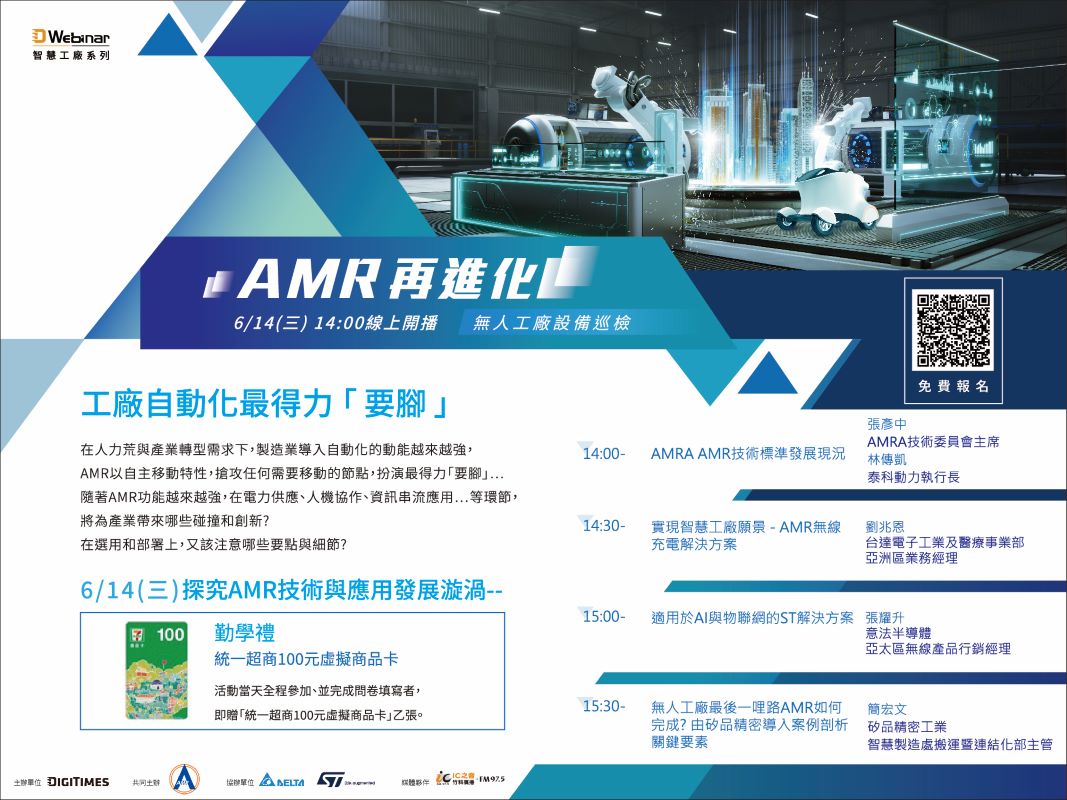 D Webinar
智慧工廠系列
AMR 再進化
6/14(三) 14:00線上開播 無人工廠設備巡檢
免費報名
工廠自動化最得力「要腳」
在人力荒與產業轉型需求下,製造業導入自動化的動能越來越強,
AMR以自主移動特性,搶攻任何需要移動的節點,扮演最得力「要腳」...
隨著AMR功能越來越強,在電力供應、人機協作、資訊串流應用...等環節,
將為產業帶來哪些碰撞和創新?
在選用和部署上,又該注意哪些要點與細節?
6/14(三)探究AMR技術與應用發展漩渦--
100
勤學禮
統一超商100元虛擬商品卡
活動當天全程參加、並完成問卷填寫者,
即贈「統一超商100元虛擬商品卡」乙張。
14:00-
AMRA AMR技術標準發展現況
張彥中
AMRA技術委員會主席
林傳凱
泰科動力執行長
14:30-
實現智慧工廠願景 - AMR無線
充電解決方案
劉兆恩
台達電子工業及醫療事業部
亞洲區業務經理
15:00-
適用於AI與物聯網的ST解決方案
張耀升
意法半導體
亞太區無線產品行銷經理
15:30-
無人工廠最後一哩路AMR如何
完成? 由矽品精密導入案例剖析
關鍵要素
簡宏文
矽品精密工業
智慧製造處搬運暨連結化部主管
主辦單位 DIGITIMES 共同主辦 協辦單位 DELTA ST life.augmented 媒體夥伴 IC之音 竹科廣播 FM97.5